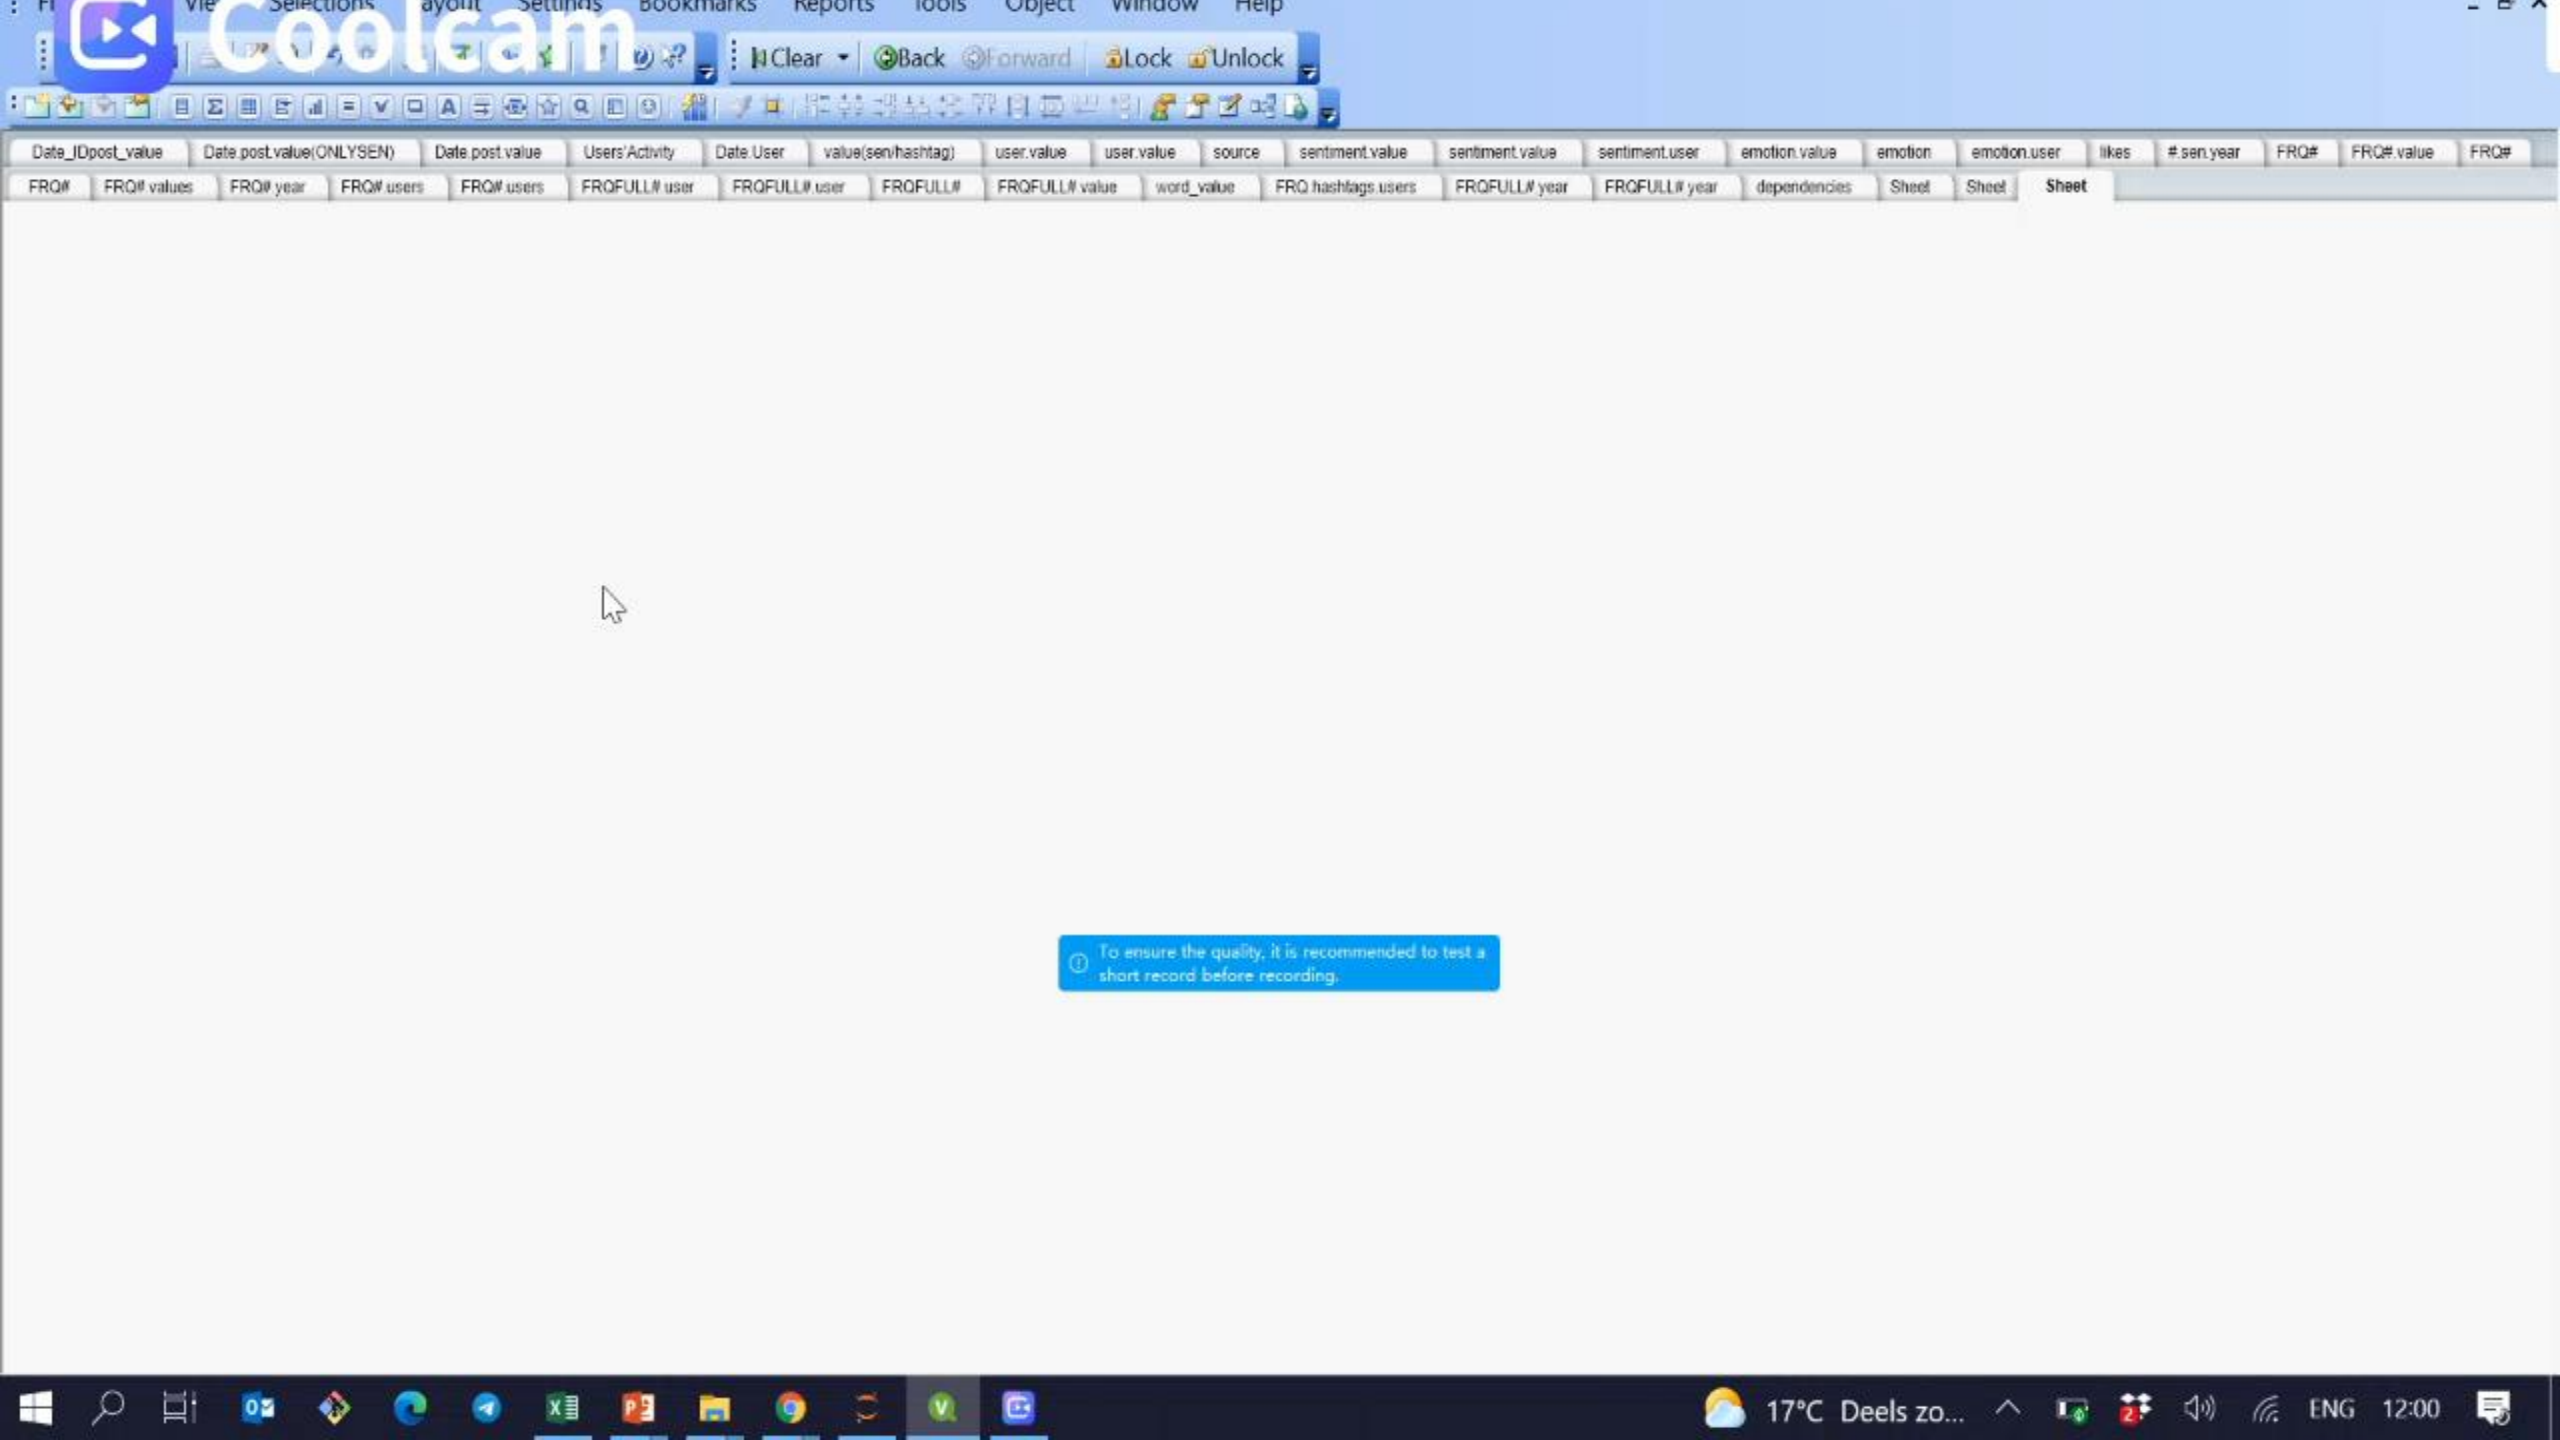 Selections Layout Settings Bookmarks Reports Tools Object Window Help
Coolcam
Clear Back Forward Lock Unlock
Date_IDpost_value Date.post.value(ONLYSEN) Date.post.value Users'Activity Date.User value(sen/hashtag) user.value user.value source sentiment.value sentiment.value sentiment.user emotion.value emotion emotion.user likes #.sen.year FRQ# FRQ#.value FRQ#
FRQ# FRQ#.values FRQ#.year FRQ#.users FRQ#.users FRQFULL#.user FRQFULL#.user FRQFULL# FRQFULL#.value word_value FRQ.hashtags.users FRQFULL#.year FRQFULL#.year dependencies Sheet Sheet Sheet
To ensure the quality, it is recommended to test a
short record before recording.
17°C Deels zo... ENG 12:00